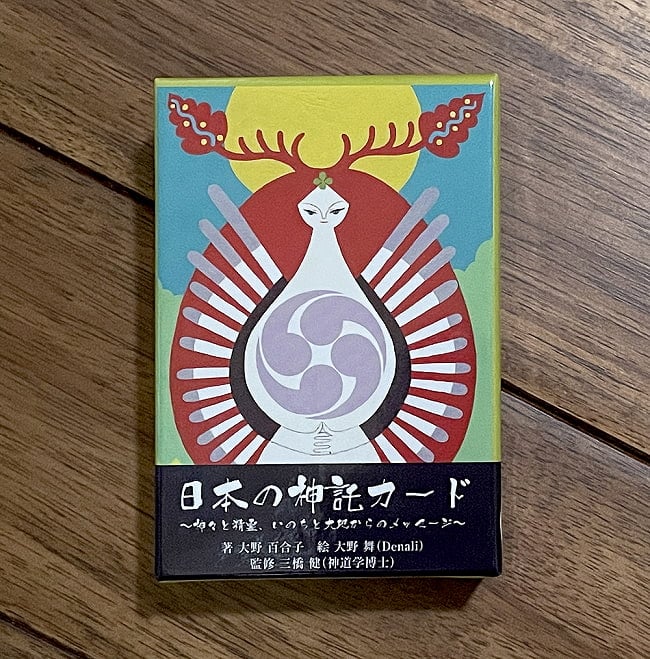 日本の神託カード
～神々と精霊、いのちと大地からのメッセージ～
著 大野 百合子　絵 大野 舞(Denali)
監修 三橋 健(神道学博士)